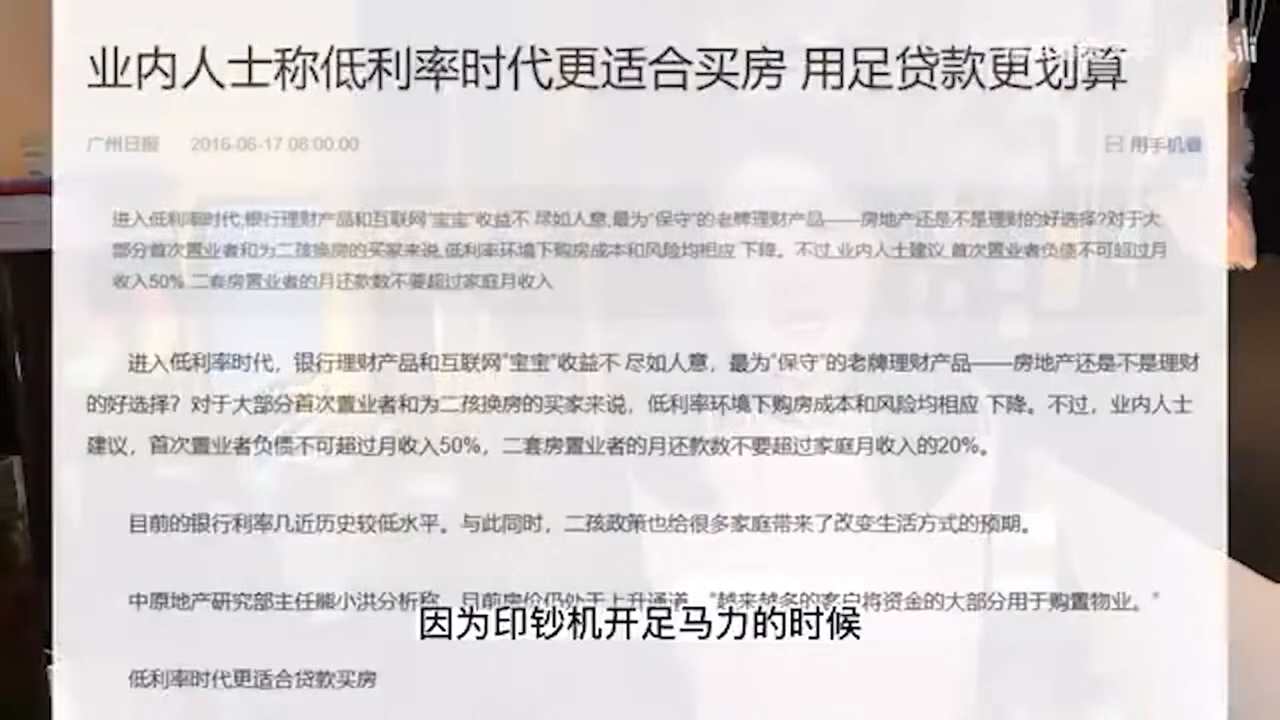 业内人士称低利率时代更适合买房 用足贷款更划算
广州日报 2016-06-17 08:00:00 用手机看
进入低利率时代,银行理财产品和互联网"宝宝"收益不 尽如人意,最为"保守"的老牌理财产品——房地产还是不是理财的好选择?对于大
部分首次置业者和为二孩换房的买家来说,低利率环境下购房成本和风险均相应 下降。不过,业内人士建议,首次置业者负债不可超过月
收入50%,二套房置业者的月还款数不要超过家庭月收入
进入低利率时代，银行理财产品和互联网"宝宝"收益不 尽如人意，最为"保守"的老牌理财产品——房地产还是不是理财
的好选择？对于大部分首次置业者和为二孩换房的买家来说，低利率环境下购房成本和风险均相应 下降。不过，业内人士
建议，首次置业者负债不可超过月收入50%，二套房置业者的月还款数不要超过家庭月收入的20%。
目前的银行利率几近历史较低水平。与此同时，二孩政策也给很多家庭带来了改变生活方式的预期。
中原地产研究部主任熊小洪分析称，目前房价仍处于上升通道，"越来越多的客户将资金的大部分用于购置物业。"
因为印钞机开足马力的时候
低利率时代更适合贷款买房